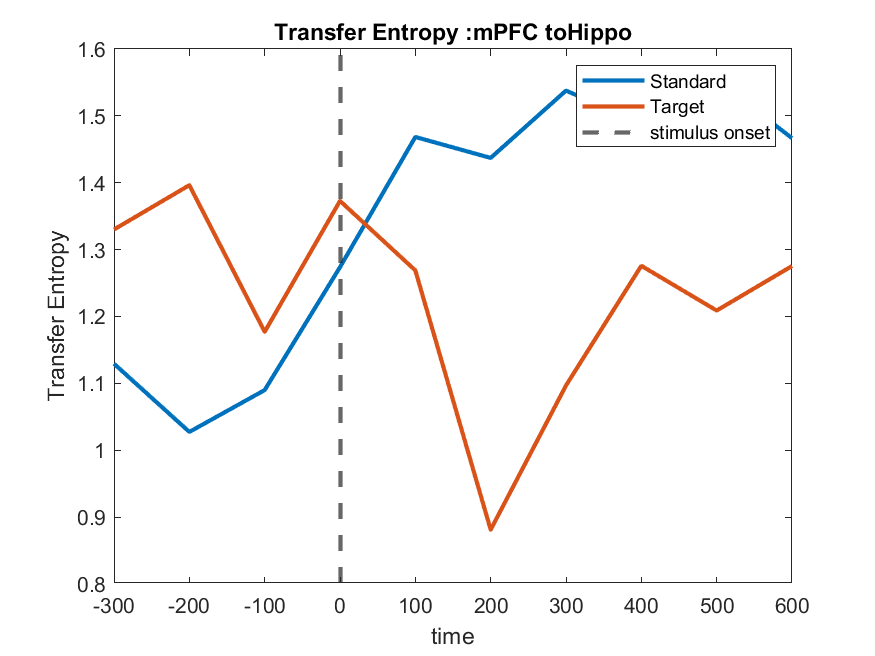 Transfer Entropy :mPFC toHippo
1.6
1.5
1.4
1.3
1.2
1.1
1
0.9
0.8
Transfer Entropy
Standard
Target
stimulus onset
-300 -200 -100 0 100 200 300 400 500 600
time